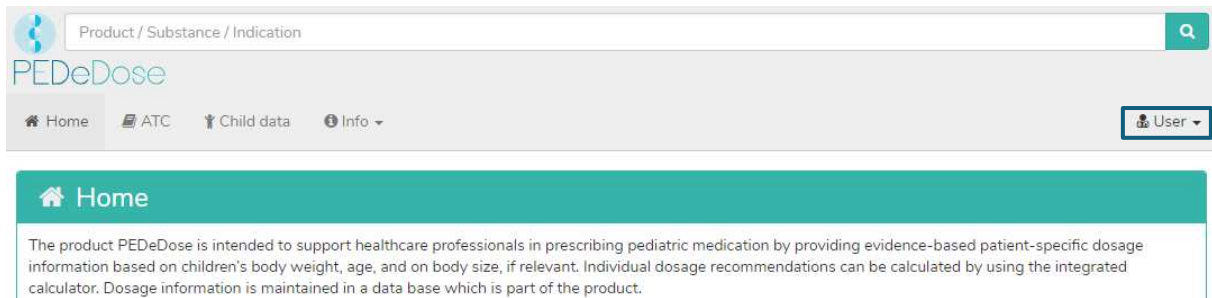 Product / Substance / Indication
PEDeDose
Home ATC Child data Info User
Home
The product PEDeDose is intended to support healthcare professionals in prescribing pediatric medication by providing evidence-based patient-specific dosage
information based on children's body weight, age, and on body size, if relevant. Individual dosage recommendations can be calculated by using the integrated
calculator. Dosage information is maintained in a data base which is part of the product.